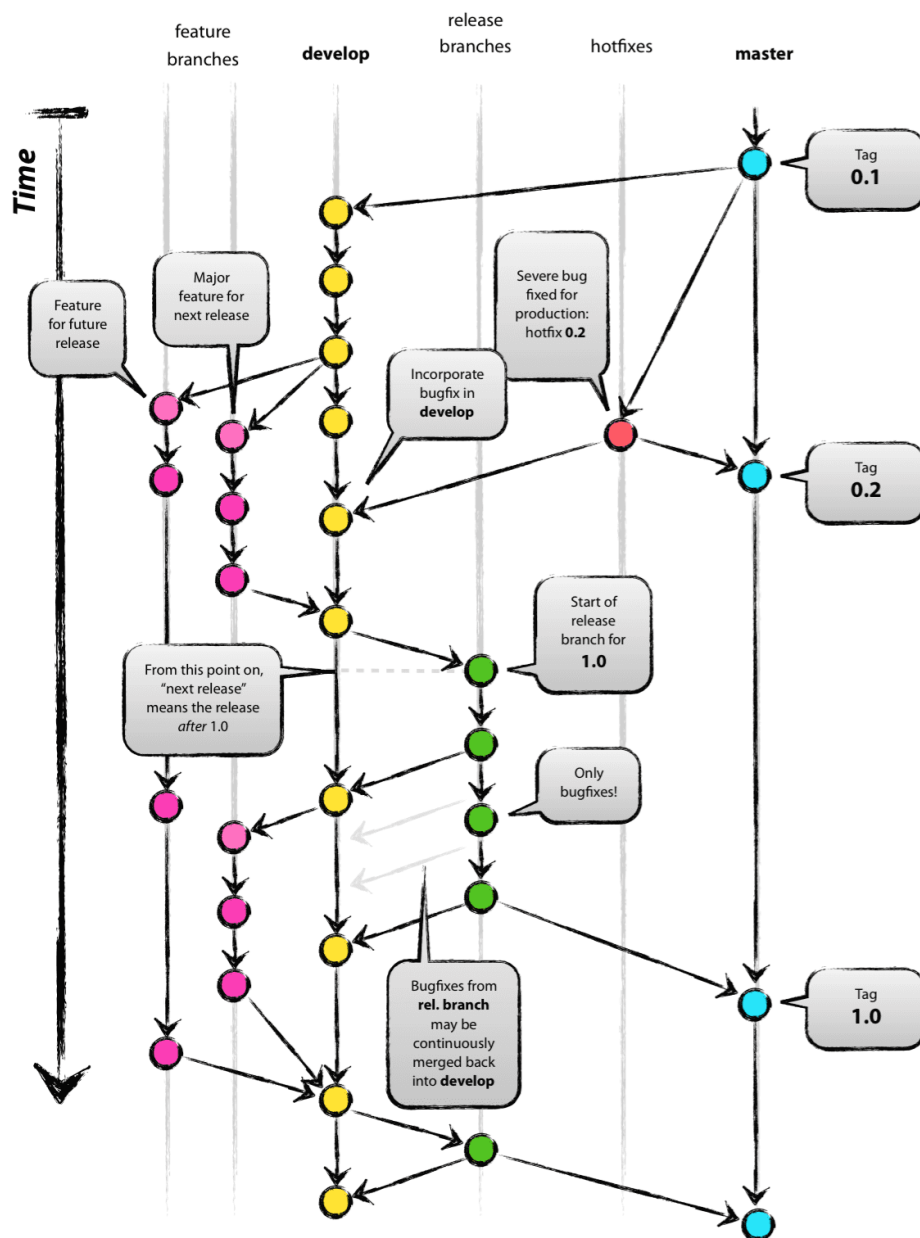 feature
branches
develop
release
branches
hotfixes
master
Time
Tag
0.1
Major
feature for
next release
Severe bug
fixed for
production:
hotfix 0.2
Feature
for future
release
Incorporate
bugfix in
develop
Tag
0.2
Start of
release
branch for
1.0
From this point on,
“next release”
means the release
after 1.0
Only
bugfixes!
Bugfixes from
rel. branch
may be
continuously
merged back
into develop
Tag
1.0